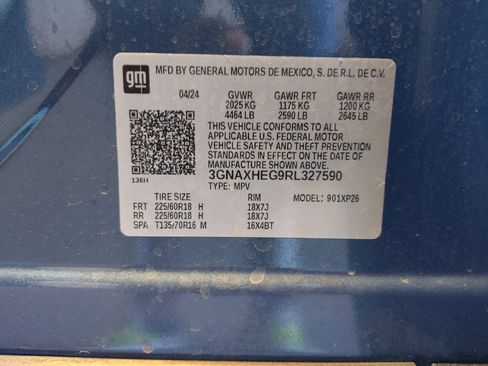 gm
MFD BY GENERAL MOTORS DE MEXICO, S. DE R.L. DE C.V.
04/24 GVWR GAWR FRT GAWR RR
2025 KG 1175 KG 1200 KG
4464 LB 2590 LB 2645 LB
THIS VEHICLE CONFORMS TO ALL
APPLICABLE U.S. FEDERAL MOTOR
VEHICLE SAFETY AND THEFT PREVENTION
STANDARDS IN EFFECT ON THE DATE OF
MANUFACTURE SHOWN ABOVE.
136H 3GNAXHEG9RL327590
TYPE: MPV
TIRE SIZE RIM MODEL: 901XP26
FRT 225/60R18 H 18X7J
RR 225/60R18 H 18X7J
SPA T135/70R16 M 16X4BT